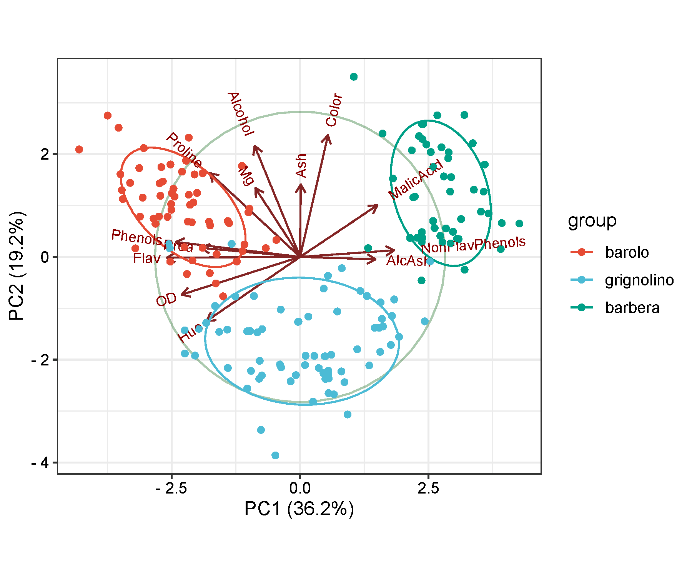 PC2 (19.2%)
2
0
- 2
- 4
- 2.5
0.0
2.5
PC1 (36.2%)
Alcohol
Color
Proline
Mg
Ash
MalicAcid
Phenols
Flav
NonFlavPhenols
AlcAsh
OD
Hue
group
barolo
grignolino
barbera